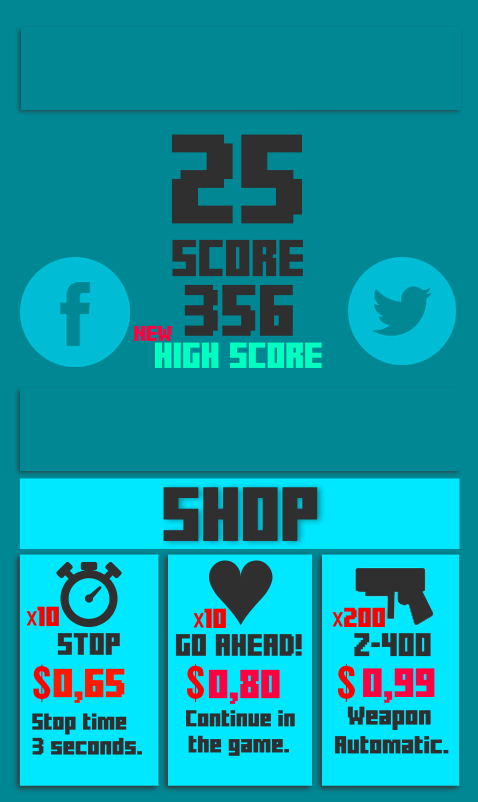 25
SCORE
356
NEW
HIGH SCORE
SHOP
x10
STOP
$0,65
Stop time
3 seconds.
x10
GO AHEAD!
$0,80
Continue in
the game.
x200
Z-400
$0,99
Weapon
Automatic.